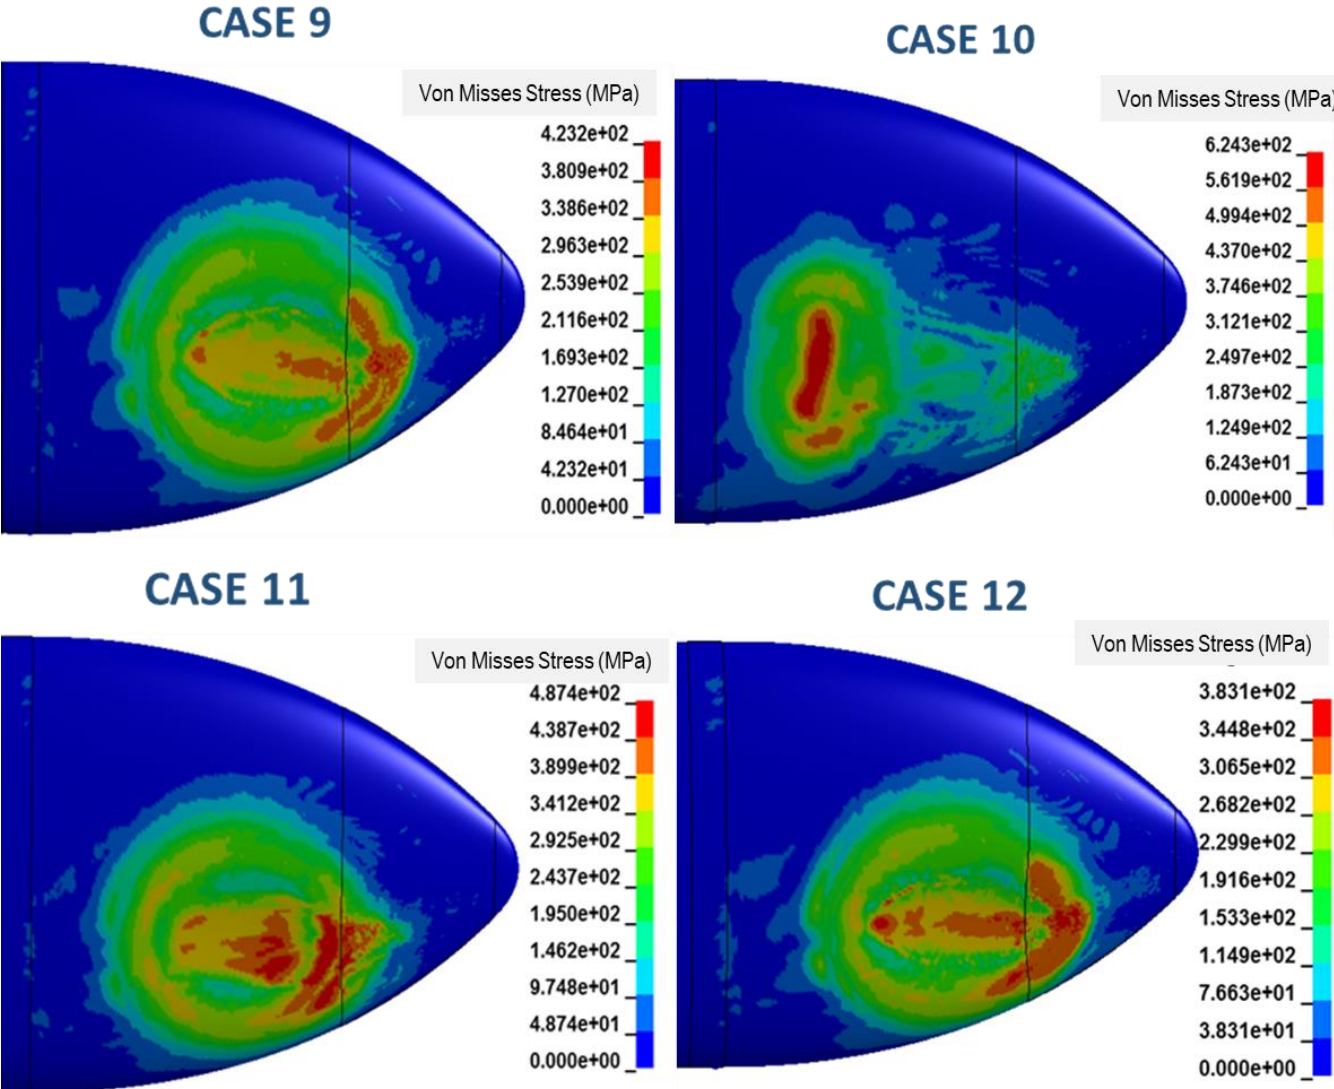 CASE 9
Von Misses Stress (MPa)
4.232e+02
3.809e+02
3.386e+02
2.963e+02
2.539e+02
2.116e+02
1.693e+02
1.270e+02
8.464e+01
4.232e+01
0.000e+00
CASE 10
Von Misses Stress (MPa)
6.243e+02
5.619e+02
4.994e+02
4.370e+02
3.746e+02
3.121e+02
2.497e+02
1.873e+02
1.249e+02
6.243e+01
0.000e+00
CASE 11
Von Misses Stress (MPa)
4.874e+02
4.387e+02
3.899e+02
3.412e+02
2.925e+02
2.437e+02
1.950e+02
1.462e+02
9.748e+01
4.874e+01
0.000e+00
CASE 12
Von Misses Stress (MPa)
3.831e+02
3.448e+02
3.065e+02
2.682e+02
2.299e+02
1.916e+02
1.533e+02
1.149e+02
7.663e+01
3.831e+01
0.000e+00